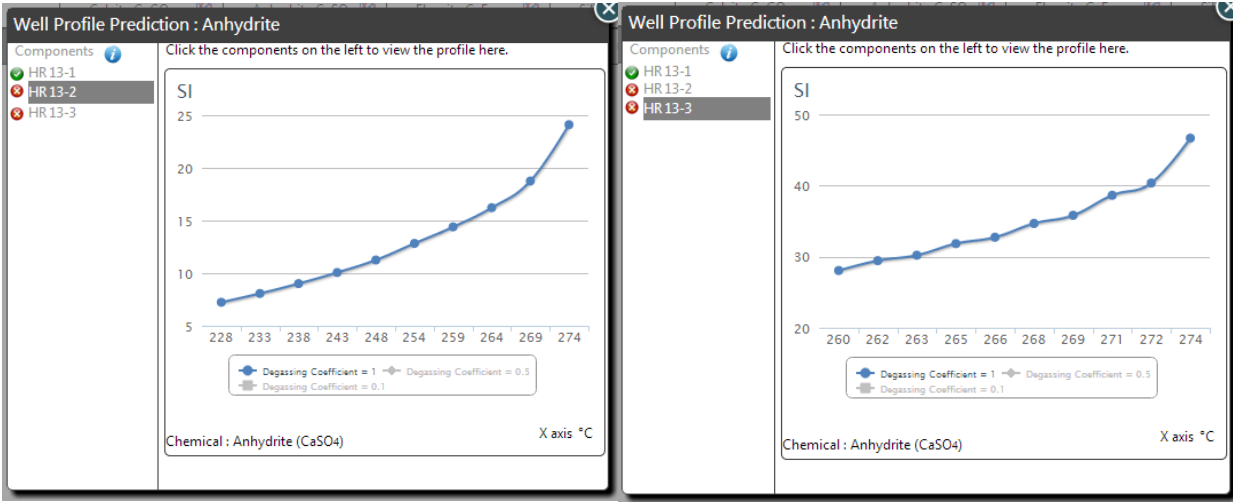 Well Profile Prediction : Anhydrite
Components
HR 13-1
HR 13-2
HR 13-3
Click the components on the left to view the profile here.
SI
25
20
15
10
5
228 233 238 243 248 254 259 264 269 274
Degassing Coefficient = 1 Degassing Coefficient = 0.5
Degassing Coefficient = 0.1
X axis °C
Chemical : Anhydrite (CaSO4)
Well Profile Prediction : Anhydrite
Components
HR 13-1
HR 13-2
HR 13-3
Click the components on the left to view the profile here.
SI
50
40
30
20
260 262 263 265 266 268 269 271 272 274
Degassing Coefficient = 1 Degassing Coefficient = 0.5
Degassing Coefficient = 0.1
X axis °C
Chemical : Anhydrite (CaSO4)